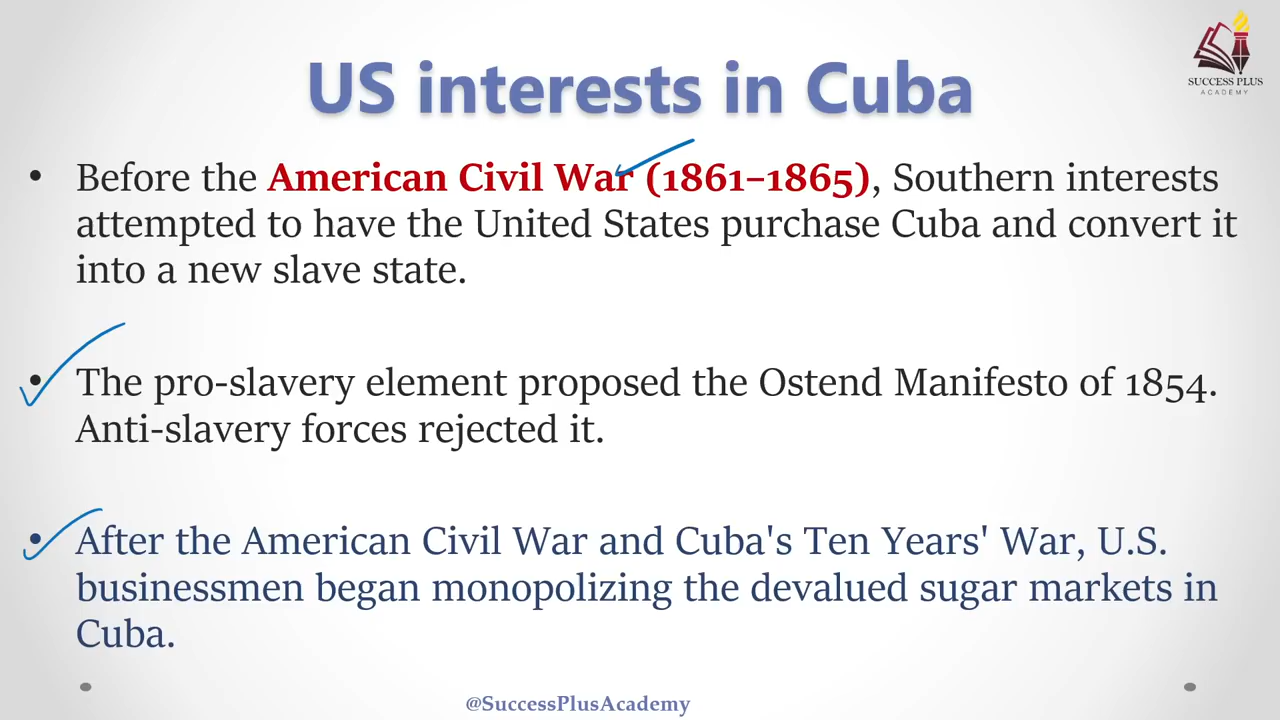 SUCCESS PLUS
ACADEMY
US interests in Cuba
• Before the American Civil War (1861–1865), Southern interests
attempted to have the United States purchase Cuba and convert it
into a new slave state.
• The pro-slavery element proposed the Ostend Manifesto of 1854.
Anti-slavery forces rejected it.
• After the American Civil War and Cuba's Ten Years' War, U.S.
businessmen began monopolizing the devalued sugar markets in
Cuba.
@SuccessPlusAcademy